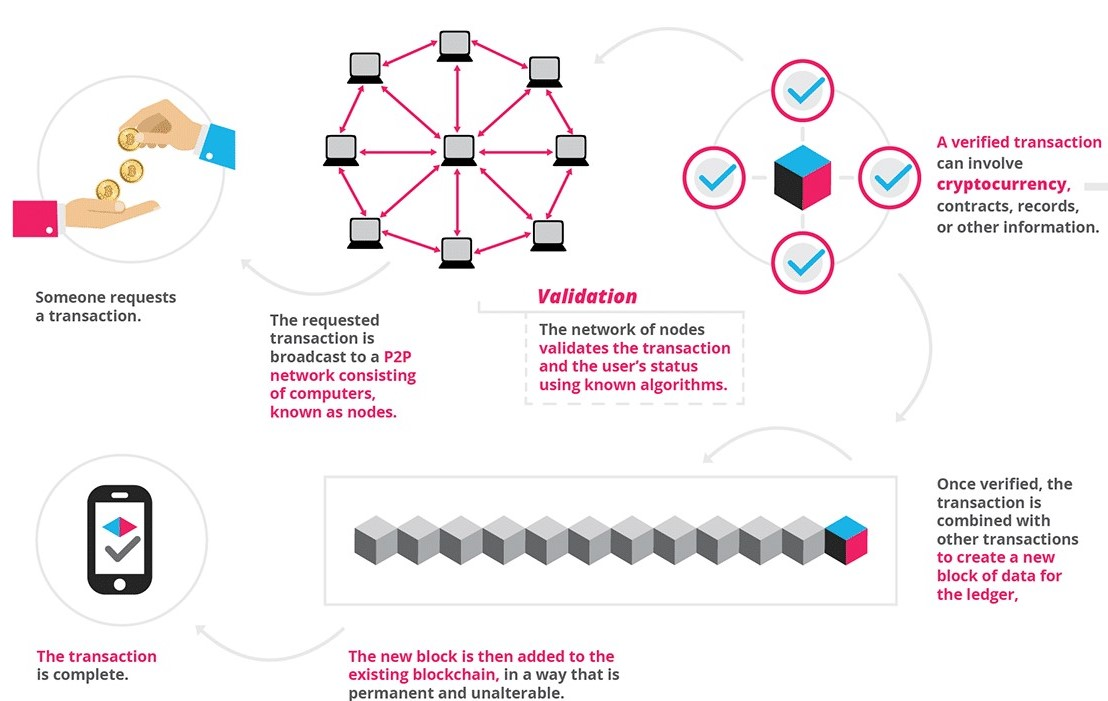 Someone requests
a transaction.
The requested
transaction is
broadcast to a P2P
network consisting
of computers,
known as nodes.
Validation
The network of nodes
validates the transaction
and the user's status
using known algorithms.
A verified transaction
can involve
cryptocurrency,
contracts, records,
or other information.
Once verified, the
transaction is
combined with
other transactions
to create a new
block of data for
the ledger,
The new block is then added to the
existing blockchain, in a way that is
permanent and unalterable.
The transaction
is complete.